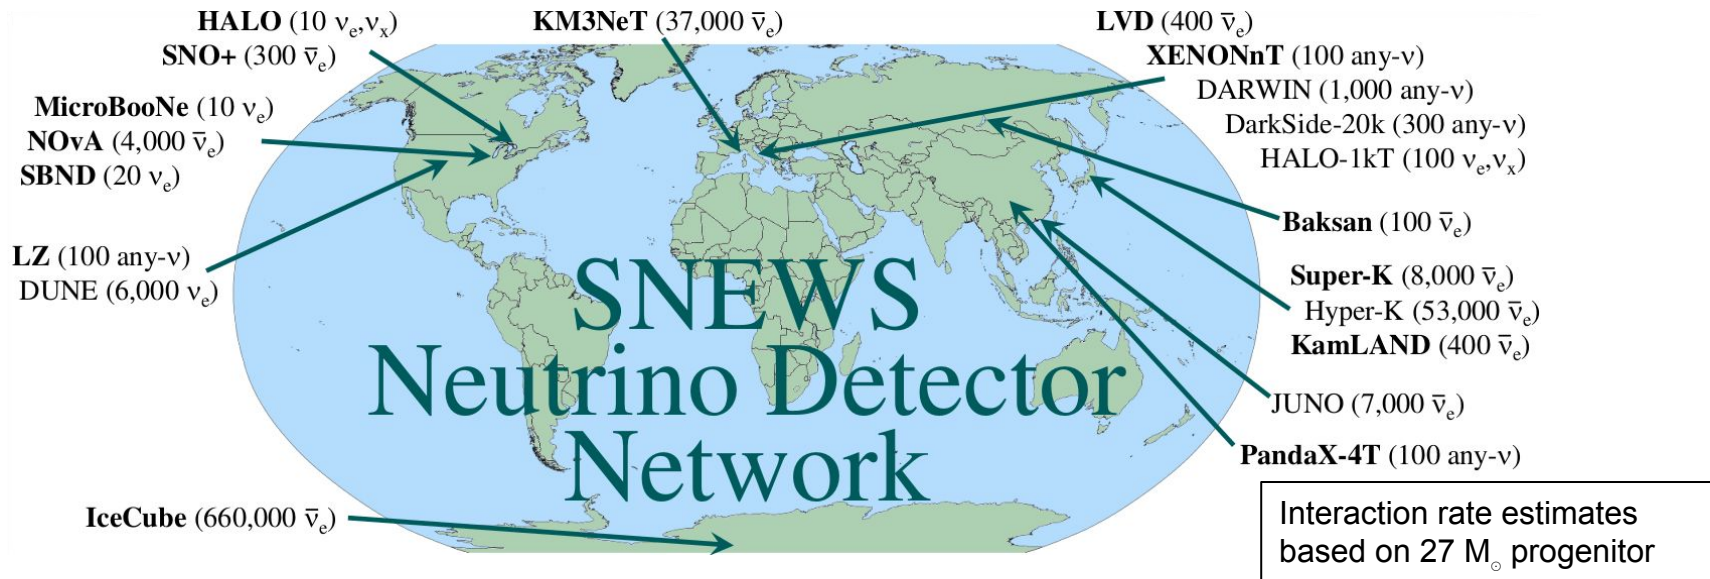 HALO (10 νₑ,νₓ)
SNO+ (300 ν̅ₑ)
KM3NeT (37,000 ν̅ₑ)
LVD (400 ν̅ₑ)
XENONnT (100 any-ν)
DARWIN (1,000 any-ν)
DarkSide-20k (300 any-ν)
HALO-1kT (100 νₑ,νₓ)
MicroBooNe (10 νₑ)
NOvA (4,000 ν̅ₑ)
SBND (20 νₑ)
LZ (100 any-ν)
DUNE (6,000 νₑ)
Baksan (100 ν̅ₑ)
Super-K (8,000 ν̅ₑ)
Hyper-K (53,000 ν̅ₑ)
KamLAND (400 ν̅ₑ)
JUNO (7,000 ν̅ₑ)
PandaX-4T (100 any-ν)
SNEWS
Neutrino Detector
Network
IceCube (660,000 ν̅ₑ)
Interaction rate estimates
based on 27 M☉ progenitor